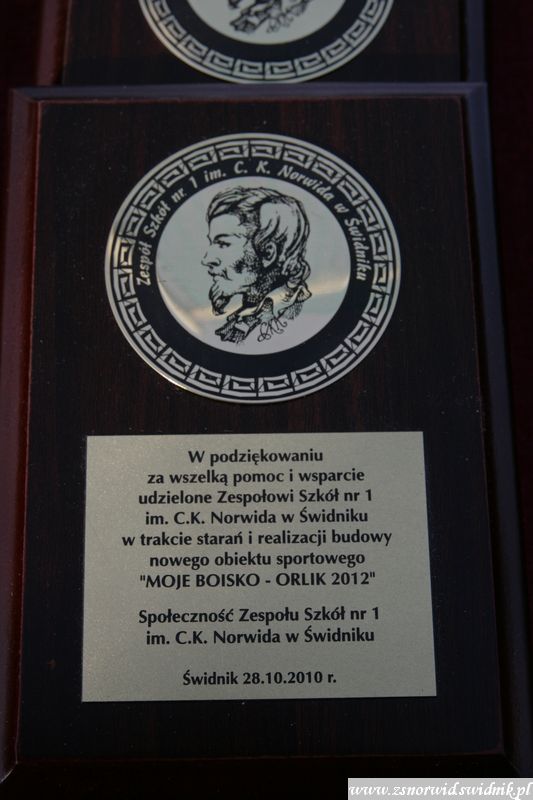 Zespół Szkół nr. 1 im. C. K. Norwida w Świdniku
W podziękowaniu
za wszelką pomoc i wsparcie
udzielone Zespołowi Szkół nr 1
im. C.K. Norwida w Świdniku
w trakcie starań i realizacji budowy
nowego obiektu sportowego
"MOJE BOISKO - ORLIK 2012"
Społeczność Zespołu Szkół nr 1
im. C.K. Norwida w Świdniku
Świdnik 28.10.2010 r.
www.zsnorwidswidnik.pl